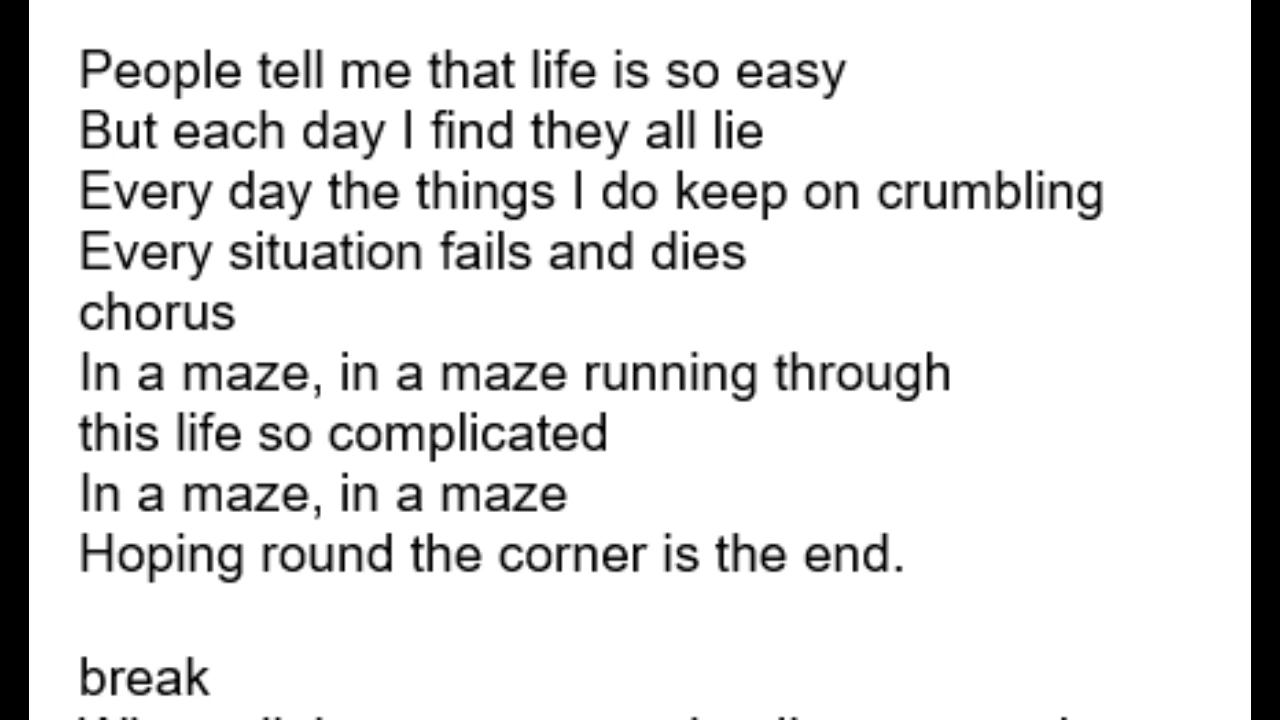 People tell me that life is so easy
But each day I find they all lie
Every day the things I do keep on crumbling
Every situation fails and dies
chorus
In a maze, in a maze running through
this life so complicated
In a maze, in a maze
Hoping round the corner is the end.
break